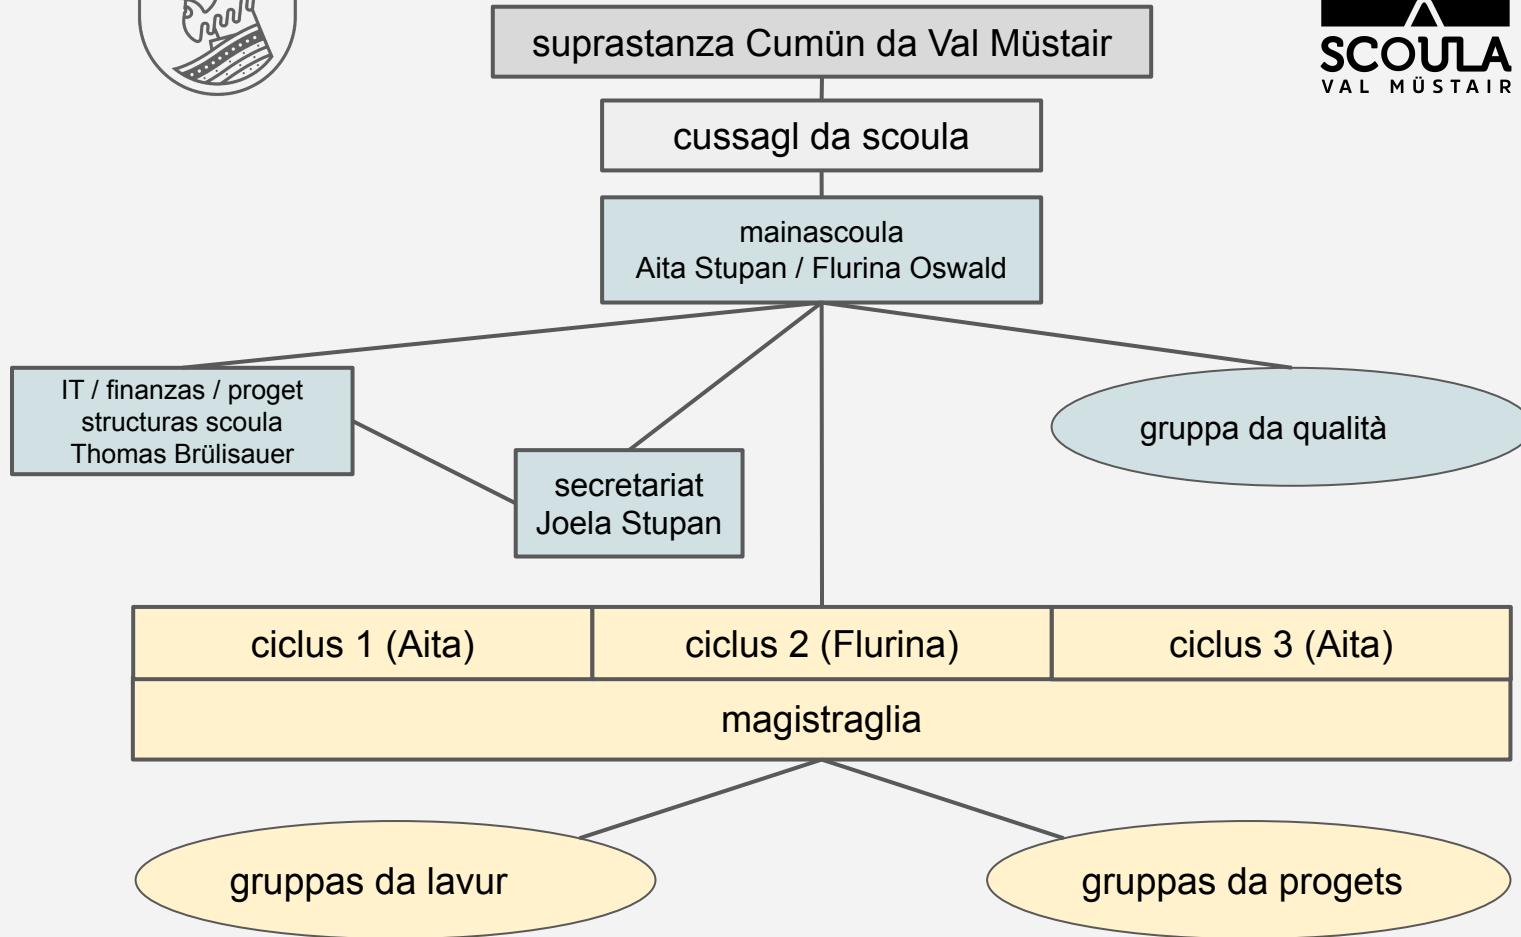 suprastanza Cumün da Val Müstair
SCOULA
VAL MÜSTAIR
cussagl da scoula
mainascoula
Aita Stupan / Flurina Oswald
IT / finanzas / proget
structuras scoula
Thomas Brülisauer
gruppa da qualità
secretariat
Joela Stupan
ciclus 1 (Aita)
ciclus 2 (Flurina)
ciclus 3 (Aita)
magistraglia
gruppas da lavur
gruppas da progets